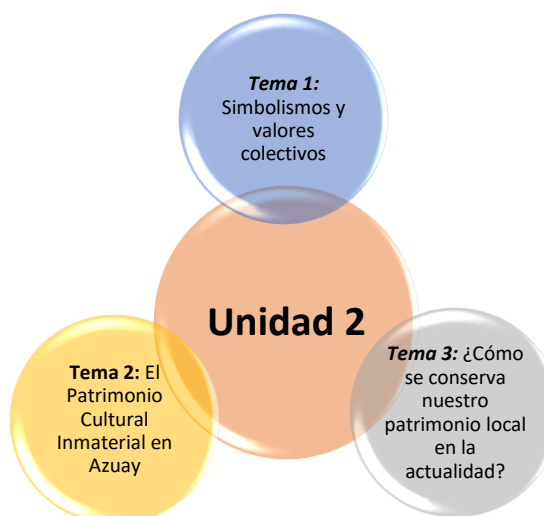 Tema 1:
Simbolismos y
valores
colectivos
Unidad 2
Tema 2: El
Patrimonio
Cultural
Inmaterial en
Azuay
Tema 3: ¿Cómo
se conserva
nuestro
patrimonio local
en la
actualidad?